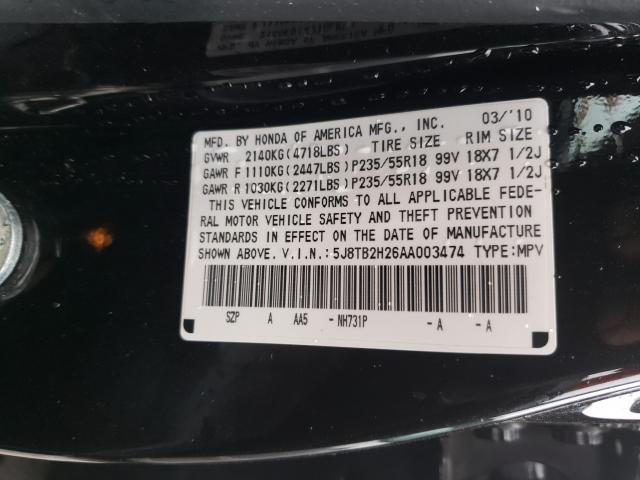 MFD. BY HONDA OF AMERICA MFG., INC. 03/'10
GVWR 2140KG(4718LBS) TIRE SIZE RIM SIZE
GAWR F 1110KG(2447LBS)P235/55R18 99V 18X7 1/2J
GAWR R 1030KG(2271LBS)P235/55R18 99V 18X7 1/2J
THIS VEHICLE CONFORMS TO ALL APPLICABLE FEDE-
RAL MOTOR VEHICLE SAFETY AND THEFT PREVENTION
STANDARDS IN EFFECT ON THE DATE OF MANUFACTURE
SHOWN ABOVE. V.I.N.:5J8TB2H26AA003474 TYPE:MPV
SZP A AA5 -NH731P -A -A